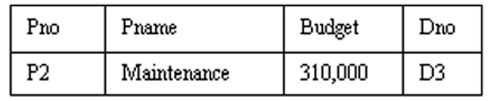 Pno Pname Budget Dno
P2 Maintenance 310,000 D3